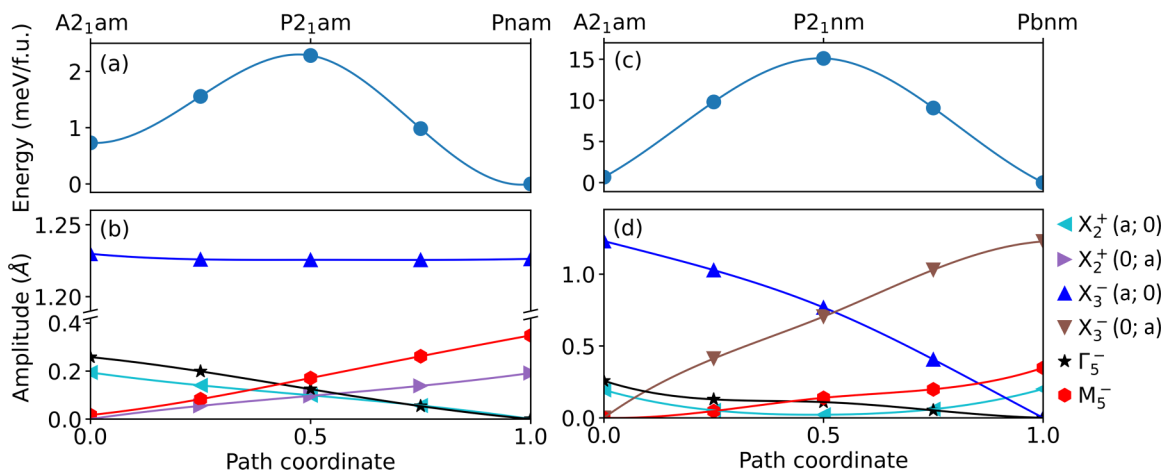 A2₁am P2₁am Pnam
A2₁am P2₁nm Pbnm
(a)
Energy (meV/f.u.)
2
1
0
(c)
15
10
5
0
(b)
Amplitude (Å)
1.25
1.20
0.4
0.2
0.0
0.0 0.5 1.0
Path coordinate
(d)
1.0
0.5
0.0
0.0 0.5 1.0
Path coordinate
X₂⁺(a; 0)
X₂⁺(0; a)
X₃⁻(a; 0)
X₃⁻(0; a)
Γ₅⁻
M₅⁻